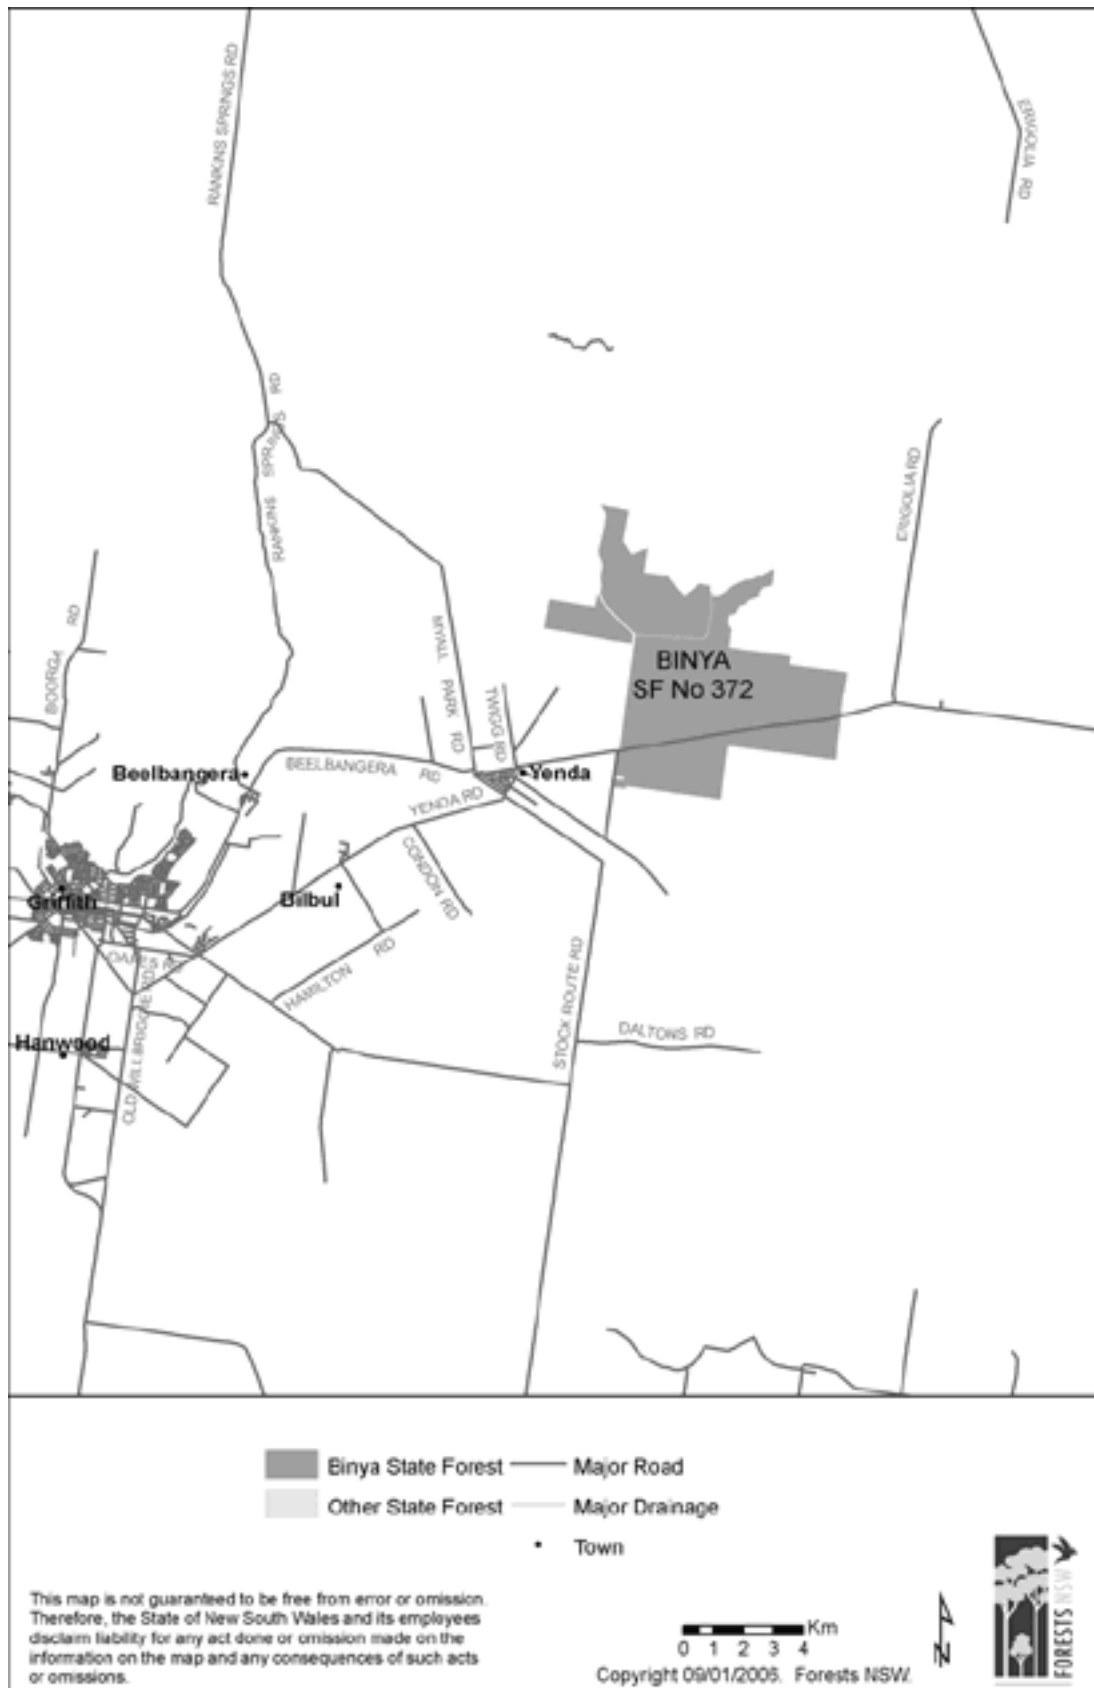 RANKINS SPRINGS RD
ERIGOLIA RD
RANKINS SPRINGS RD
ERIGOLIA RD
BOORGA RD
MYALL PARK RD
TWIGG RD
BINYA
SF No 372
Beelbangera
BEELBANGERA RD
Yenda
YENDA RD
CONDON RD
Bilbul
Griffith
HAMILTON RD
STOCK ROUTE RD
DALTONS RD
Hanwood
OLD WILLBRIGGIE RD
Binya State Forest
Major Road
Other State Forest
Major Drainage
Town
This map is not guaranteed to be free from error or omission.
Therefore, the State of New South Wales and its employees
disclaim liability for any act done or omission made on the
information on the map and any consequences of such acts
or omissions.
Km
0 1 2 3 4
Copyright 09/01/2006. Forests NSW.
N
FORESTS NSW